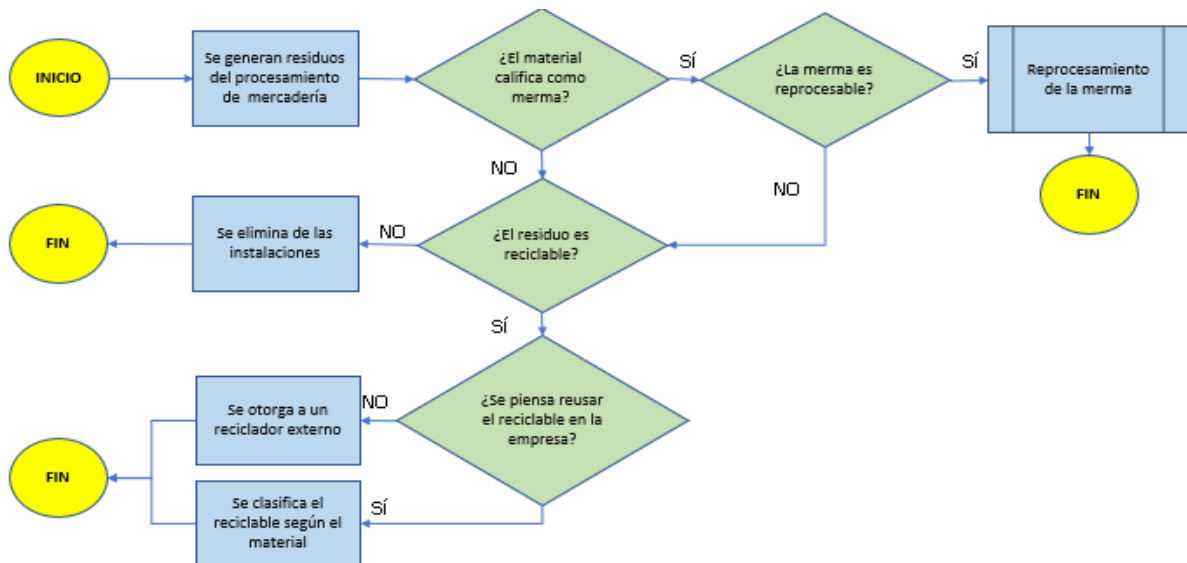 INICIO
Se generan residuos
del procesamiento
de mercadería
¿El material
califica como
merma?
SÍ
¿La merma es
reprocesable?
SÍ
Reprocesamiento
de la merma
FIN
NO
NO
¿El residuo es
reciclable?
NO
Se elimina de las
instalaciones
FIN
SÍ
¿Se piensa reusar
el reciclable en la
empresa?
NO
Se otorga a un
reciclador externo
FIN
SÍ
Se clasifica el
reciclable según el
material